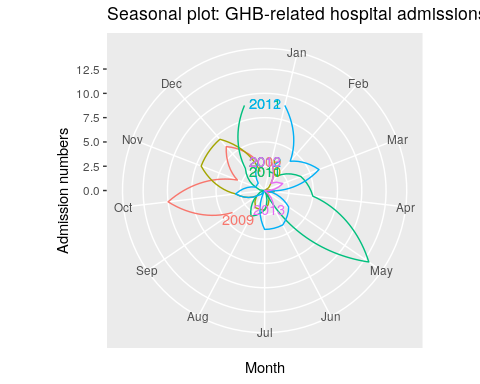 Seasonal plot: GHB-related hospital admissions
Jan
Dec
Feb
12.5
10.0
2012
7.5
Nov
Mar
5.0
2.5
2010
0.0
Oct
Apr
2013
2009
Sep
May
Aug
Jun
Jul
Admission numbers
Month